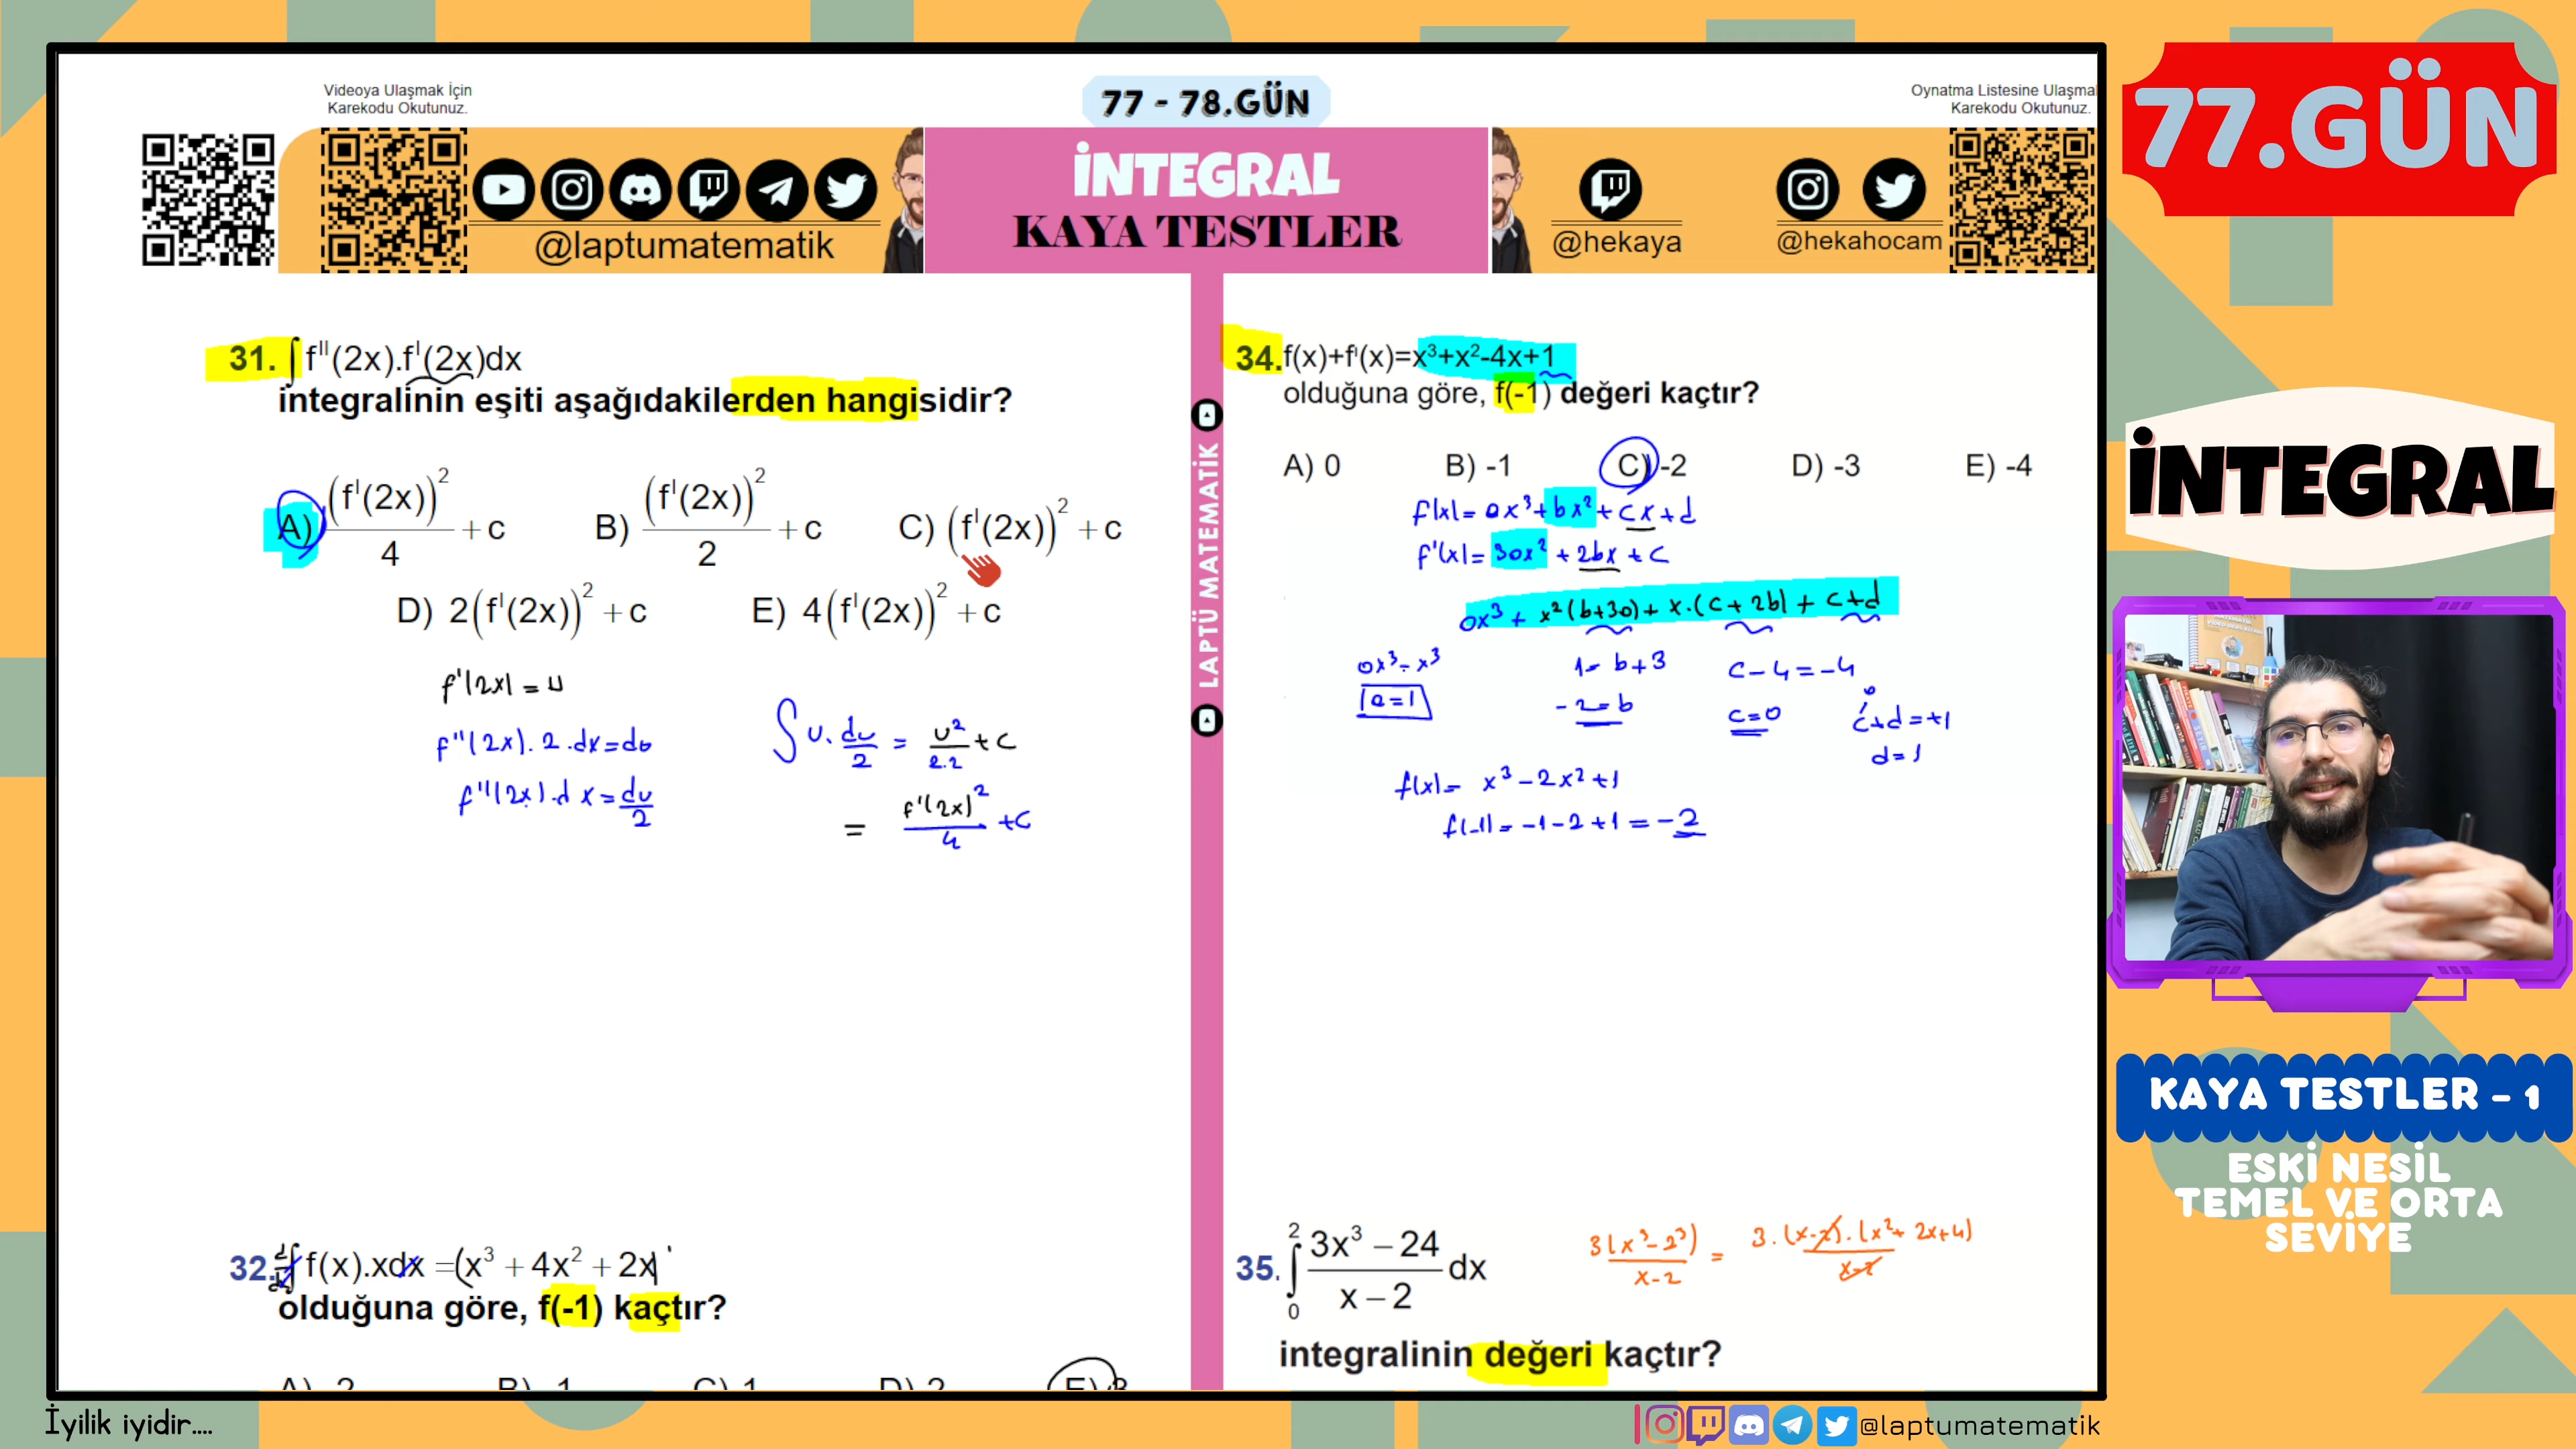 Videoya Ulaşmak İçin
Karekodu Okutunuz.
77 - 78.GÜN
Oynatma Listesine Ulaşma
Karekodu Okutunuz.
@laptumatematik
İNTEGRAL
KAYA TESTLER
@hekaya
@hekahocam
31. ∫f''(2x).f'(2x)dx
integralinin eşiti aşağıdakilerden hangisidir?
A) (f'(2x))²/4 + c B) (f'(2x))²/2 + c C) (f'(2x))² + c
D) 2(f'(2x))² + c E) 4(f'(2x))² + c
f'(2x) = u
f''(2x).2.dx=du
f''(2x).dx=du/2
∫u.du/2 = u²/2.2 + c
= f'(2x)²/4 + c
32. d/dx ∫f(x).xdx =(x³ + 4x² + 2x)'
olduğuna göre, f(-1) kaçtır?
LAPTÜ MATEMATİK
34. f(x)+f'(x)=x³+x²-4x+1
olduğuna göre, f(-1) değeri kaçtır?
A) 0 B) -1 C) -2 D) -3 E) -4
f(x)= ax³+bx²+cx+d
f'(x)= 3ax² + 2bx + c
ax³ + x²(b+3a) + x.(c+2b) + c+d
ax³=x³ 1= b+3 c-4=-4
a=1 -2=b c=0 c+d=+1
d=1
f(x)= x³-2x²+1
f(-1)= -1-2+1=-2
35. ∫₀² (3x³ - 24)/(x - 2) dx 3(x³-2³)/(x-2) = 3.(x-2).(x²+2x+4)/(x-2)
integralinin değeri kaçtır?
77.GÜN
İNTEGRAL
KAYA TESTLER - 1
ESKİ NESİL
TEMEL VE ORTA
SEVİYE
İyilik iyidir....
@laptumatematik